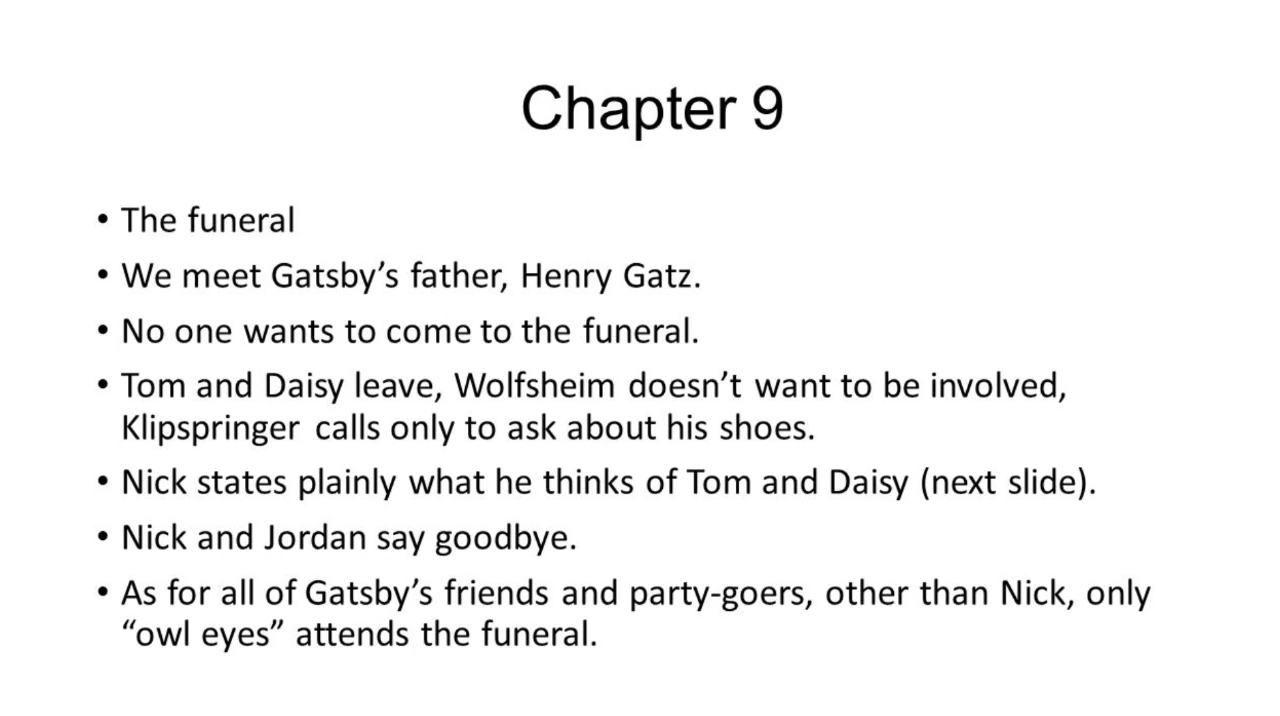 Chapter 9
• The funeral
• We meet Gatsby’s father, Henry Gatz.
• No one wants to come to the funeral.
• Tom and Daisy leave, Wolfsheim doesn’t want to be involved,
Klipspringer calls only to ask about his shoes.
• Nick states plainly what he thinks of Tom and Daisy (next slide).
• Nick and Jordan say goodbye.
• As for all of Gatsby’s friends and party-goers, other than Nick, only
“owl eyes” attends the funeral.